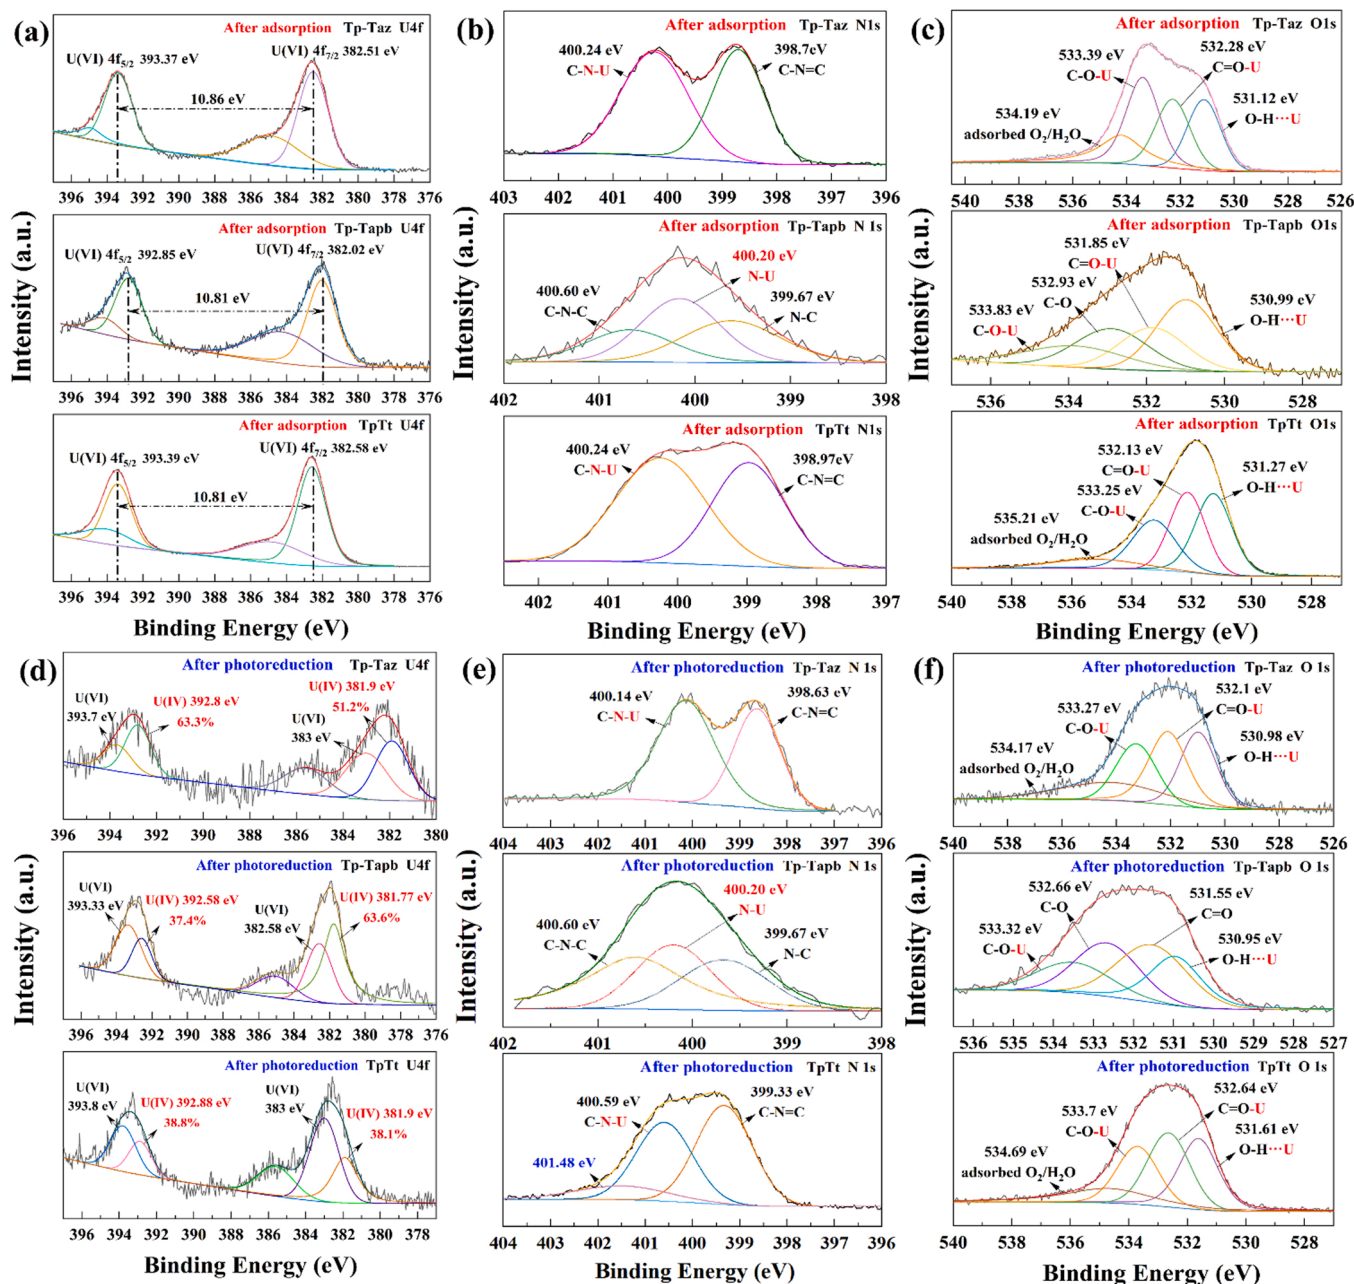 (a)
After adsorption Tp-Taz U4f
U(VI) 4f5/2 393.37 eV
U(VI) 4f7/2 382.51 eV
10.86 eV
396 394 392 390 388 386 384 382 380 378 376
After adsorption Tp-Tapb U4f
U(VI) 4f5/2 392.85 eV
U(VI) 4f7/2 382.02 eV
10.81 eV
396 394 392 390 388 386 384 382 380 378 376
After adsorption TpTt U4f
U(VI) 4f5/2 393.39 eV
U(VI) 4f7/2 382.58 eV
10.81 eV
396 394 392 390 388 386 384 382 380 378 376
Intensity (a.u.)
Binding Energy (eV)
(b)
After adsorption Tp-Taz N1s
400.24 eV
C-N-U
398.7eV
C-N=C
403 402 401 400 399 398 397 396
After adsorption Tp-Tapb N 1s
400.20 eV
N-U
400.60 eV
C-N-C
399.67 eV
N-C
402 401 400 399 398
After adsorption TpTt N1s
400.24 eV
C-N-U
398.97eV
C-N=C
402 401 400 399 398 397
Intensity (a.u.)
Binding Energy (eV)
(c)
After adsorption Tp-Taz O1s
533.39 eV
C-O-U
532.28 eV
C=O-U
534.19 eV
adsorbed O2/H2O
531.12 eV
O-H···U
540 538 536 534 532 530 528 526
After adsorption Tp-Tapb O1s
531.85 eV
C=O-U
532.93 eV
C-O
533.83 eV
C-O-U
530.99 eV
O-H···U
536 534 532 530 528
After adsorption TpTt O1s
532.13 eV
C=O-U
533.25 eV
C-O-U
531.27 eV
O-H···U
535.21 eV
adsorbed O2/H2O
540 538 536 534 532 530 528
Intensity (a.u.)
Binding Energy (eV)
(d)
After photoreduction Tp-Taz U4f
U(VI)
393.7 eV
U(IV) 392.8 eV
63.3%
U(IV) 381.9 eV
51.2%
U(VI)
383 eV
396 394 392 390 388 386 384 382 380
After photoreduction Tp-Tapb U4f
U(VI)
393.33 eV
U(IV) 392.58 eV
37.4%
U(VI)
382.58 eV
U(IV) 381.77 eV
63.6%
396 394 392 390 388 386 384 382 380 378 376
After photoreduction TpTt U4f
U(VI)
393.8 eV
U(IV) 392.88 eV
38.8%
U(VI)
383 eV
U(IV) 381.9 eV
38.1%
396 394 392 390 388 386 384 382 380 378
Intensity (a.u.)
Binding Energy (eV)
(e)
After photoreduction Tp-Taz N 1s
400.14 eV
C-N-U
398.63 eV
C-N=C
404 403 402 401 400 399 398 397 396
After photoreduction Tp-Tapb N 1s
400.20 eV
N-U
400.60 eV
C-N-C
399.67 eV
N-C
402 401 400 399 398
After photoreduction TpTt N 1s
400.59 eV
C-N-U
399.33 eV
C-N=C
401.48 eV
404 403 402 401 400 399 398 397 396
Intensity (a.u.)
Binding Energy (eV)
(f)
After photoreduction Tp-Taz O 1s
532.1 eV
C=O-U
533.27 eV
C-O-U
534.17 eV
adsorbed O2/H2O
530.98 eV
O-H···U
540 538 536 534 532 530 528 526
After photoreduction Tp-Tapb O 1s
532.66 eV
C-O
531.55 eV
C=O
533.32 eV
C-O-U
530.95 eV
O-H···U
536 535 534 533 532 531 530 529 528 527
After photoreduction TpTt O 1s
532.64 eV
C=O-U
533.7 eV
C-O-U
531.61 eV
O-H···U
534.69 eV
adsorbed O2/H2O
540 538 536 534 532 530 528
Intensity (a.u.)
Binding Energy (eV)